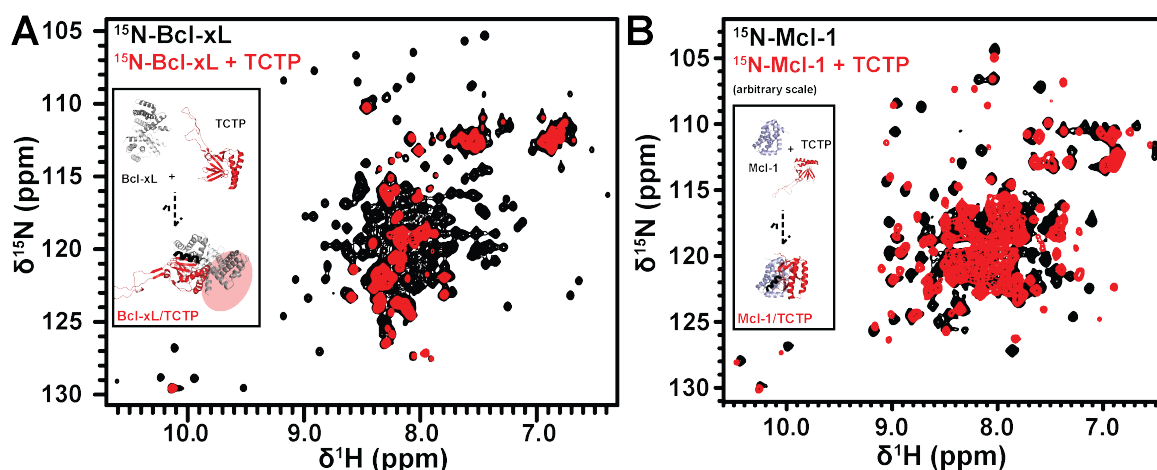 A
¹⁵N-Bcl-xL
¹⁵N-Bcl-xL + TCTP
TCTP
Bcl-xL +
Bcl-xL/TCTP
105
110
115
120
125
130
δ¹⁵N (ppm)
10.0
9.0
8.0
7.0
δ¹H (ppm)
B
¹⁵N-Mcl-1
¹⁵N-Mcl-1 + TCTP
(arbitrary scale)
+ TCTP
Mcl-1
Mcl-1/TCTP
105
110
115
120
125
130
δ¹⁵N (ppm)
10.0
9.0
8.0
7.0
δ¹H (ppm)